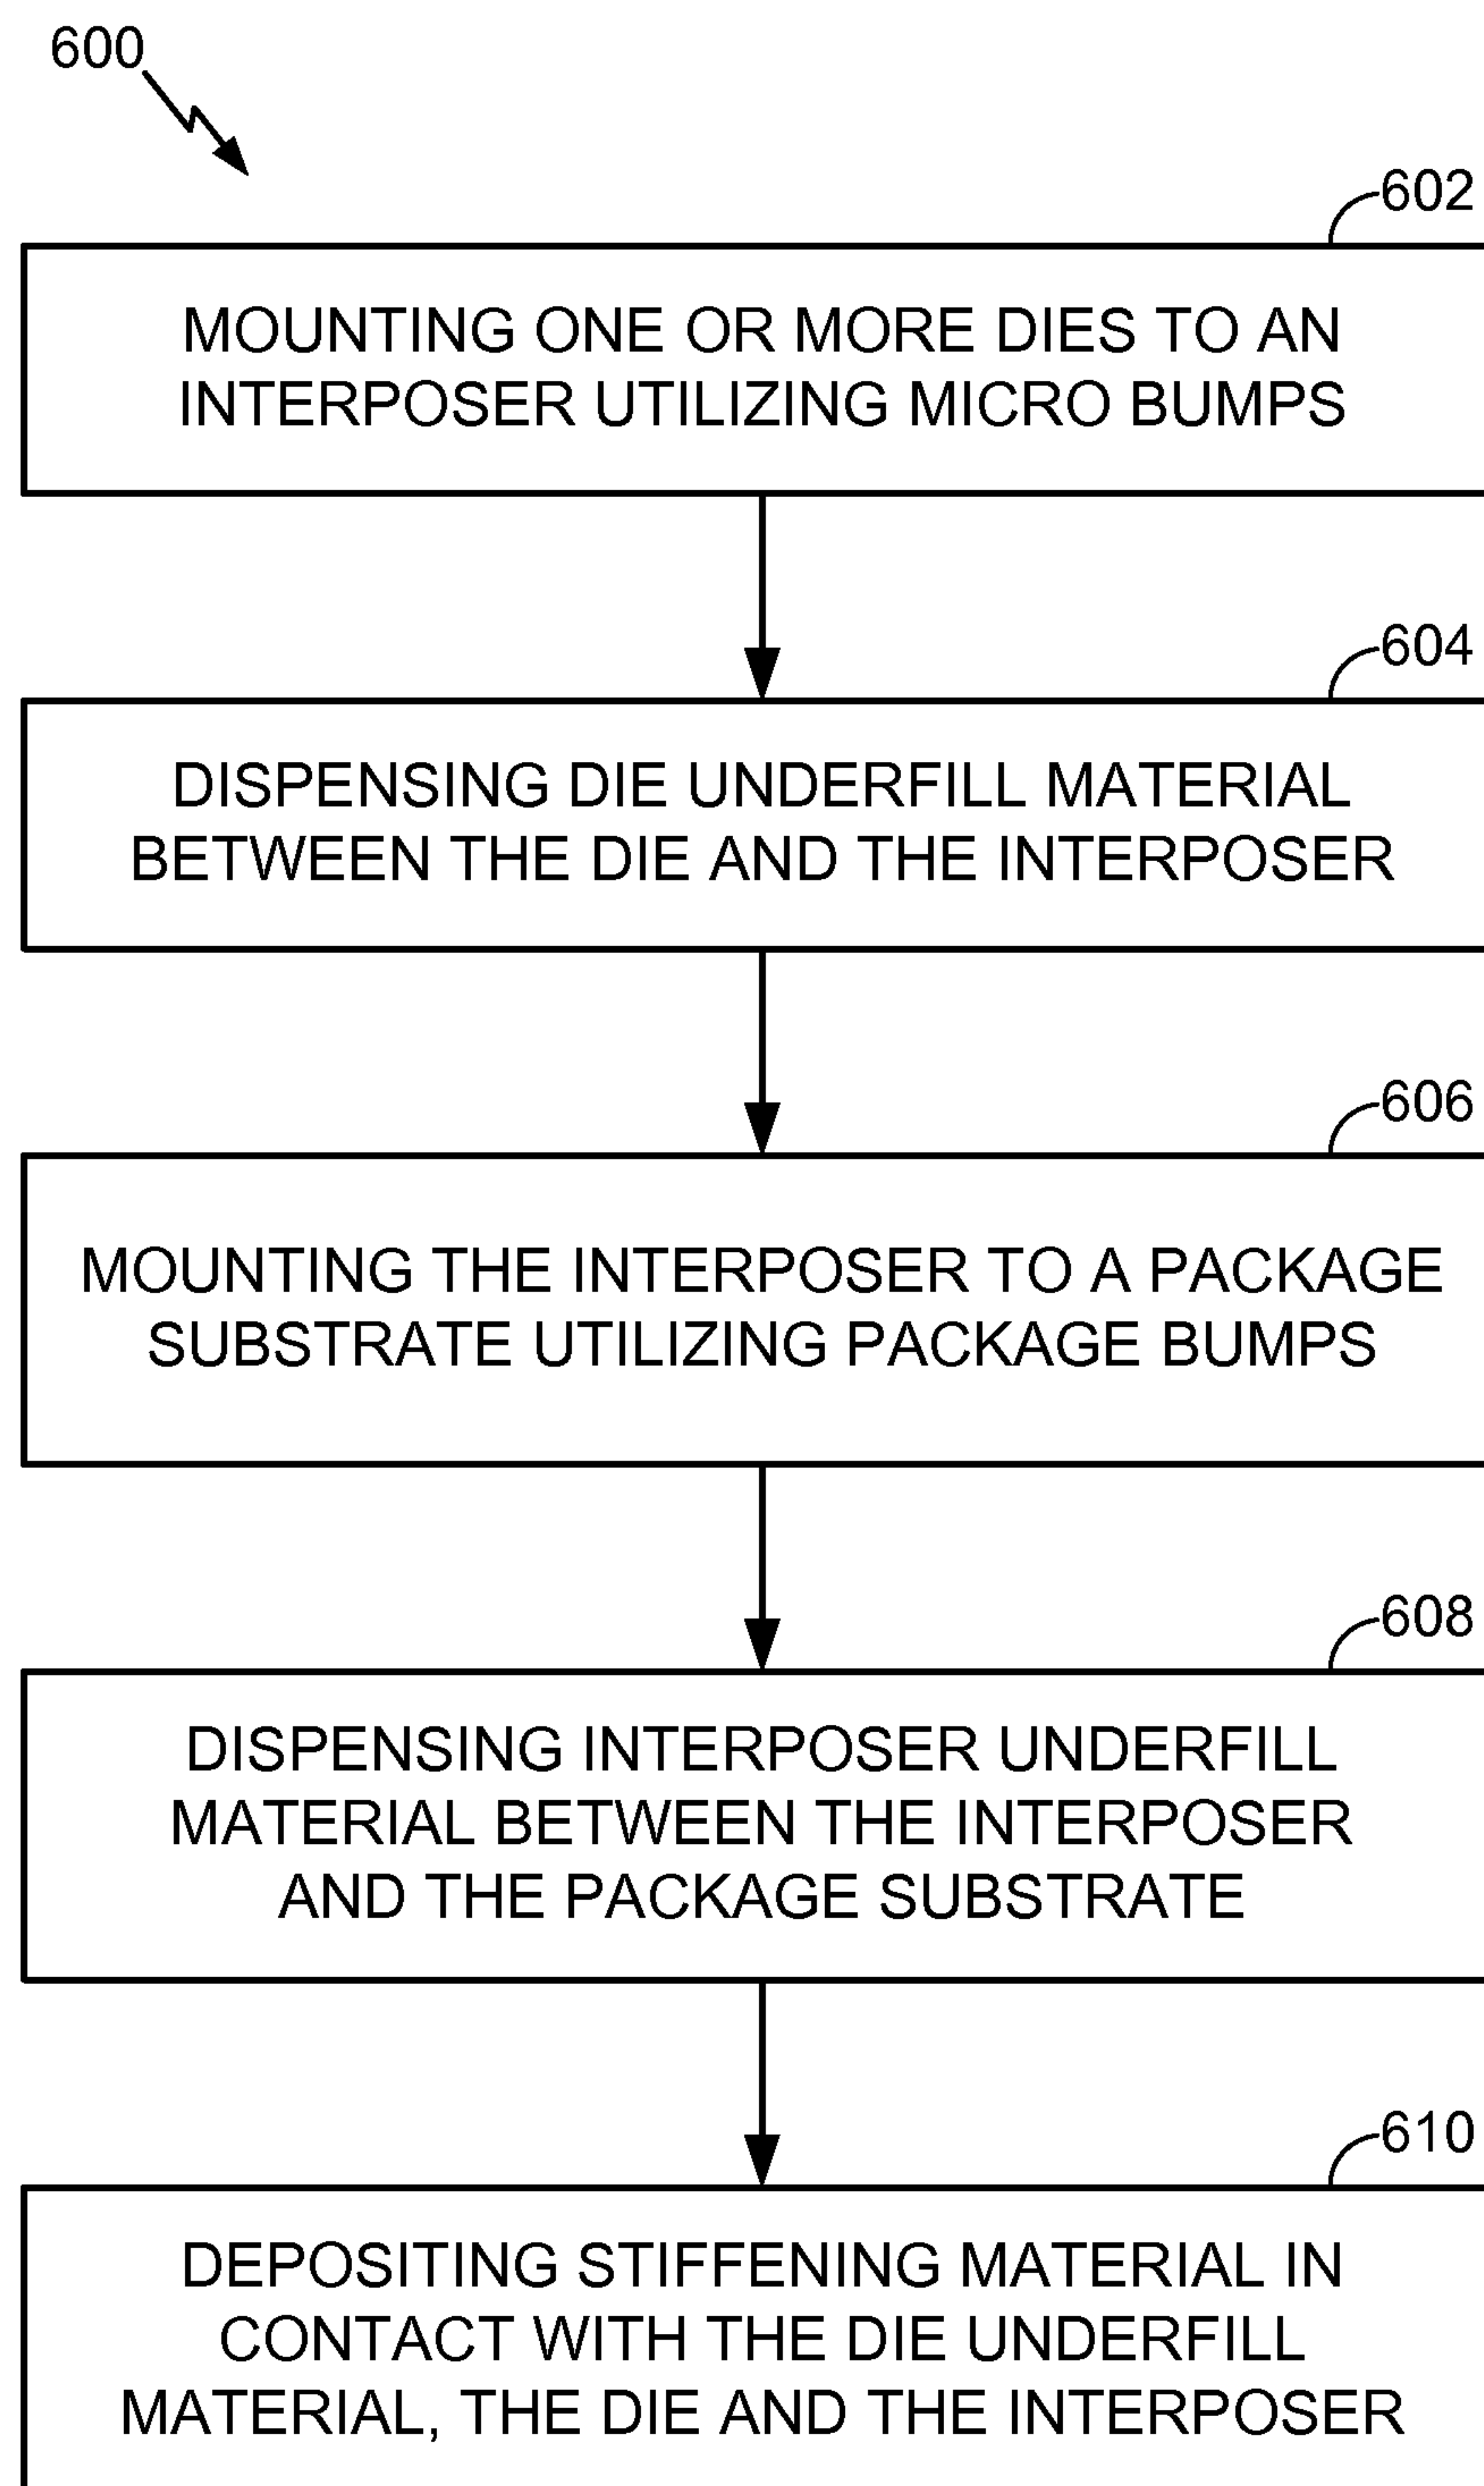 600
602
MOUNTING ONE OR MORE DIES TO AN
INTERPOSER UTILIZING MICRO BUMPS
604
DISPENSING DIE UNDERFILL MATERIAL
BETWEEN THE DIE AND THE INTERPOSER
606
MOUNTING THE INTERPOSER TO A PACKAGE
SUBSTRATE UTILIZING PACKAGE BUMPS
608
DISPENSING INTERPOSER UNDERFILL
MATERIAL BETWEEN THE INTERPOSER
AND THE PACKAGE SUBSTRATE
610
DEPOSITING STIFFENING MATERIAL IN
CONTACT WITH THE DIE UNDERFILL
MATERIAL, THE DIE AND THE INTERPOSER